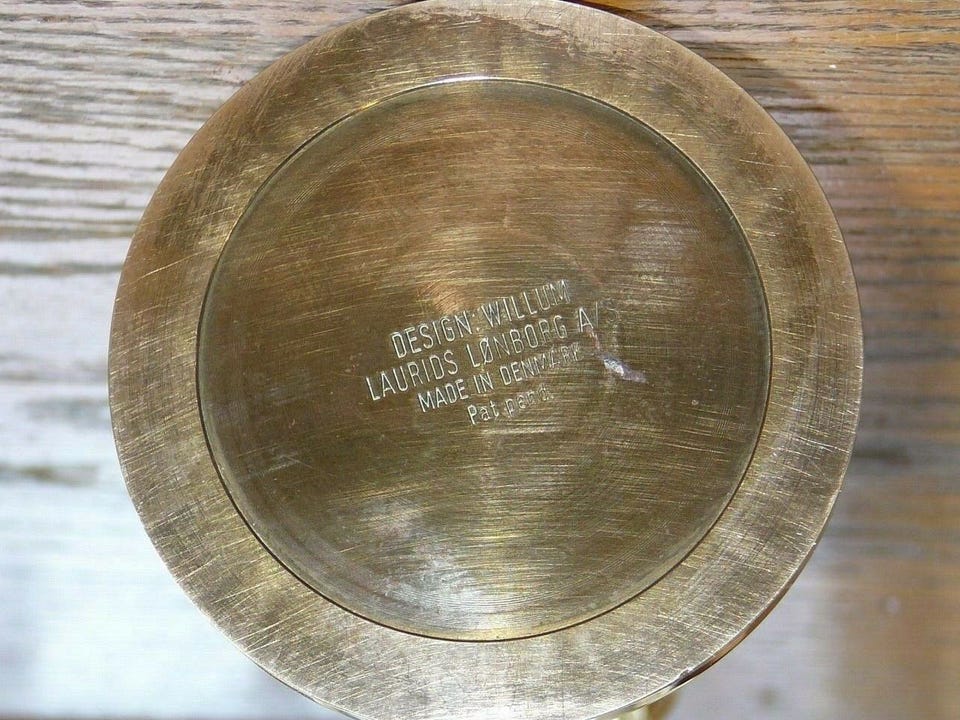 DESIGN: WILLUM
LAURIDS LØNBORG A/S
MADE IN DENMARK
Pat. pend.